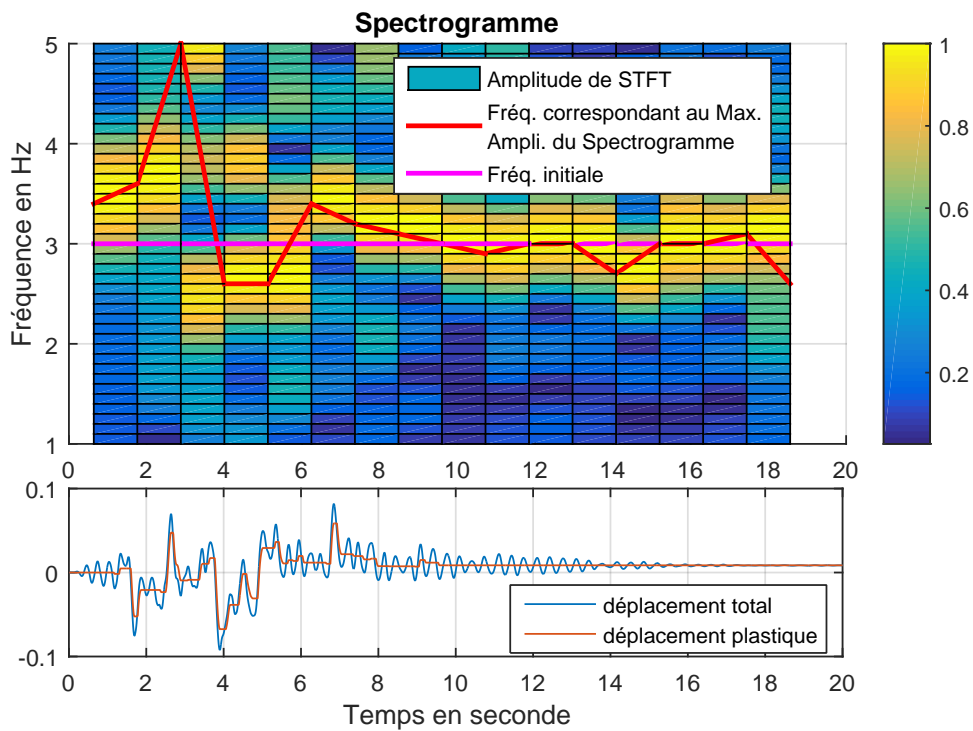 Spectrogramme
Fréquence en Hz
5
4
3
2
1
0 2 4 6 8 10 12 14 16 18 20
Amplitude de STFT
Fréq. correspondant au Max.
Ampli. du Spectrogramme
Fréq. initiale
1
0.8
0.6
0.4
0.2
0.1
0
-0.1
déplacement total
déplacement plastique
0 2 4 6 8 10 12 14 16 18 20
Temps en seconde